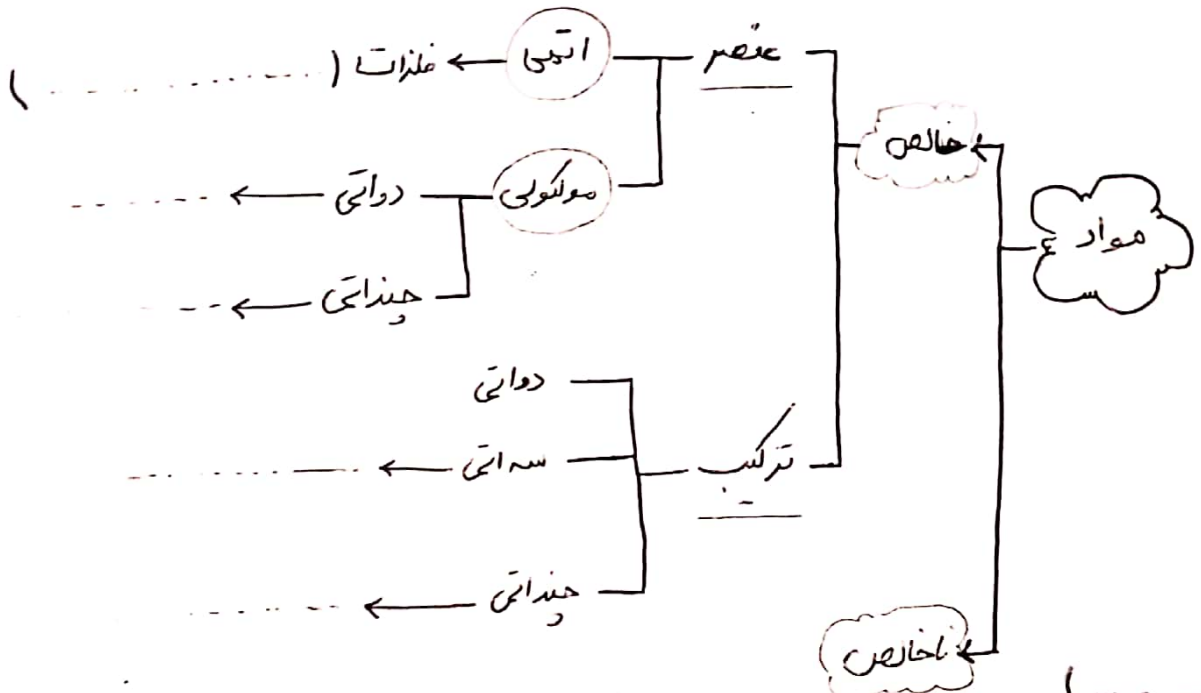 عنصر اتمی ← فلزات ( .................. )
خالص
مولکولی دواتمی ← ........
مواد
چنداتمی ← ........
دواتمی
ترکیب سه اتمی ← ........
چنداتمی ← ........
ناخالص